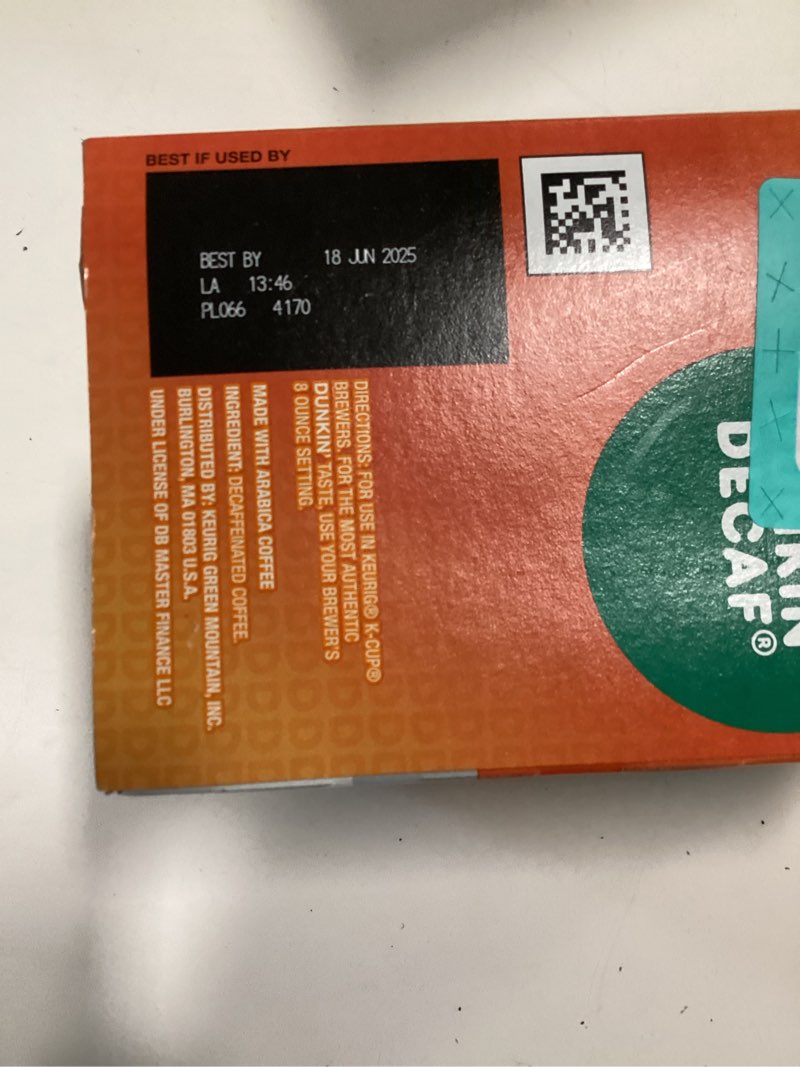 BEST IF USED BY
BEST BY 18 JUN 2025
LA 13:46
PL066 4170
DIRECTIONS: FOR USE IN KEURIG® K-CUP®
BREWERS. FOR THE MOST AUTHENTIC
DUNKIN' TASTE, USE YOUR BREWER'S
8 OUNCE SETTING.
MADE WITH ARABICA COFFEE
INGREDIENT: DECAFFEINATED COFFEE.
DISTRIBUTED BY: KEURIG GREEN MOUNTAIN, INC.
BURLINGTON, MA 01803 U.S.A.
UNDER LICENSE OF DB MASTER FINANCE LLC
KIN
DECAF®